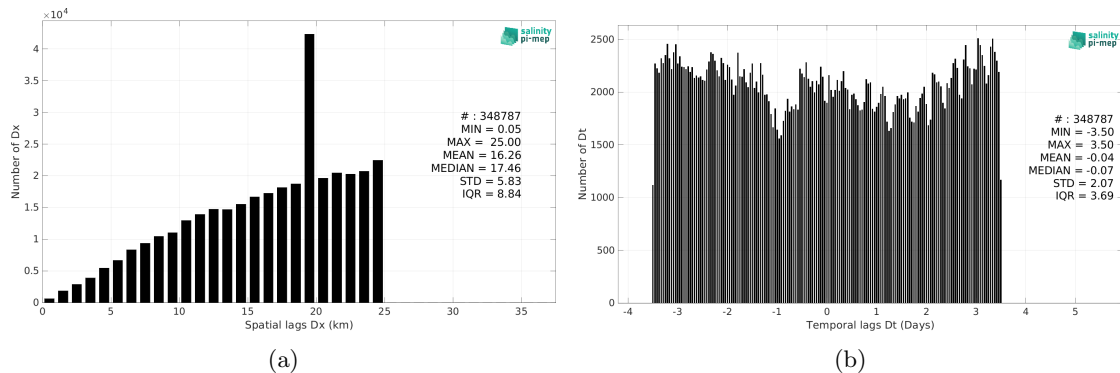 ×10⁴
4
3.5
3
2.5
2
1.5
1
0.5
0
Number of Dx
salinity
pi-mep
# : 348787
MIN = 0.05
MAX = 25.00
MEAN = 16.26
MEDIAN = 17.46
STD = 5.83
IQR = 8.84
0 5 10 15 20 25 30 35
Spatial lags Dx (km)
(a)
2500
2000
1500
1000
500
0
Number of Dt
salinity
pi-mep
# : 348787
MIN = -3.50
MAX = 3.50
MEAN = -0.04
MEDIAN = -0.07
STD = 2.07
IQR = 3.69
-4 -3 -2 -1 0 1 2 3 4 5
Temporal lags Dt (Days)
(b)